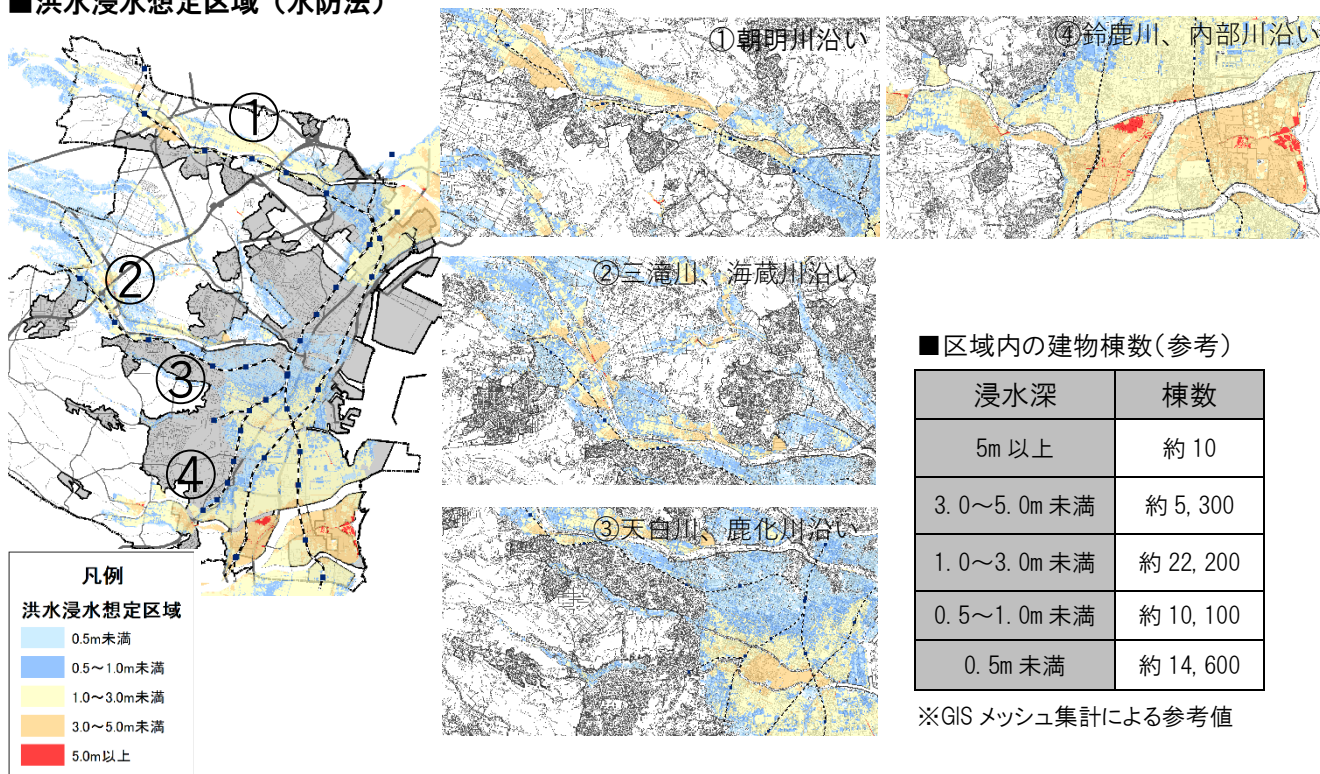 ■洪水浸水想定区域（水防法）
①
②
③
④
凡例
洪水浸水想定区域
0.5m未満
0.5～1.0m未満
1.0～3.0m未満
3.0～5.0m未満
5.0m以上
①朝明川沿い
②三滝川、海蔵川沿い
③天白川、鹿化川沿い
④鈴鹿川、内部川沿い
■区域内の建物棟数（参考）
浸水深 棟数
5m 以上 約 10
3.0～5.0m 未満 約 5,300
1.0～3.0m 未満 約 22,200
0.5～1.0m 未満 約 10,100
0.5m 未満 約 14,600
※GIS メッシュ集計による参考値